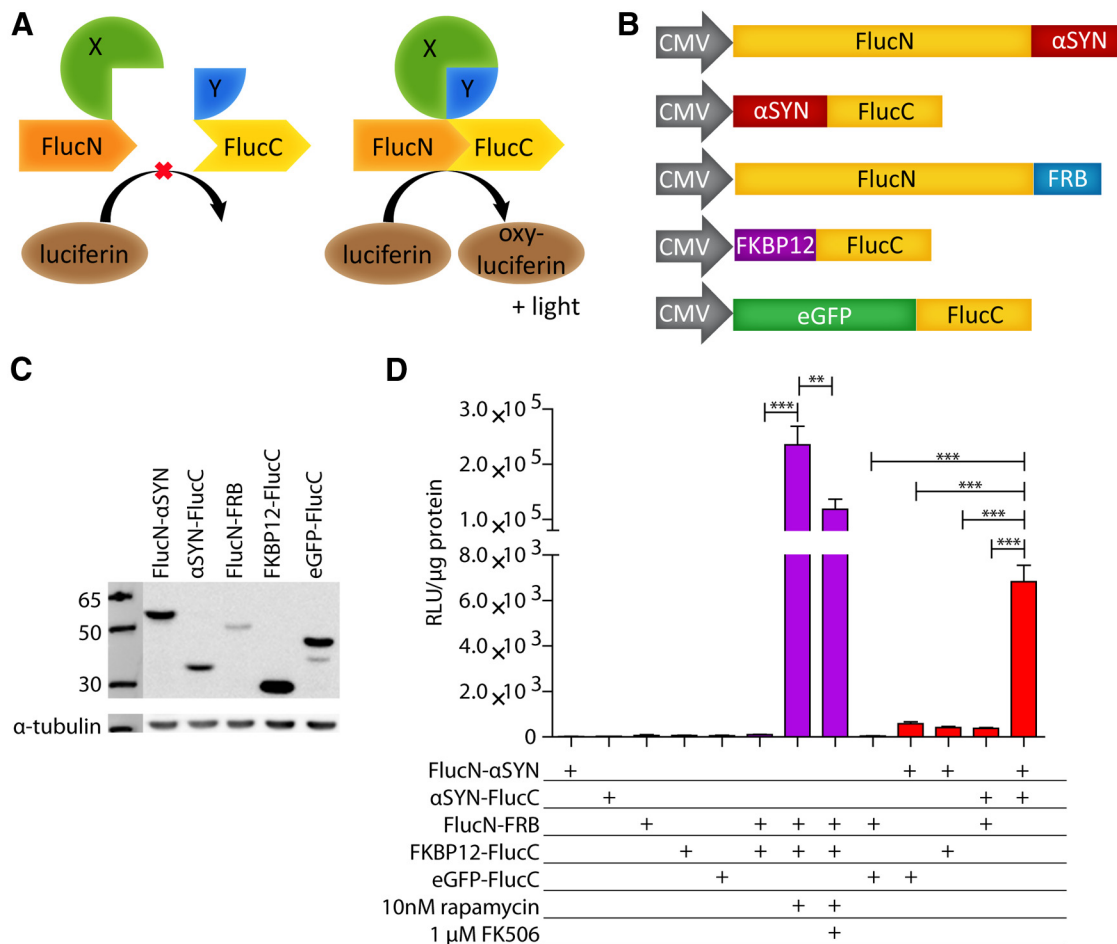 A
X
Y
FlucN
FlucC
luciferin
X
Y
FlucN
FlucC
luciferin
oxy-
luciferin
+ light
B
CMV FlucN αSYN
CMV αSYN FlucC
CMV FlucN FRB
CMV FKBP12 FlucC
CMV eGFP FlucC
C
FlucN-αSYN
αSYN-FlucC
FlucN-FRB
FKBP12-FlucC
eGFP-FlucC
65
50
30
α-tubulin
D
RLU/µg protein
3.0×10 5
2.0×10 5
1.0×10 5
8.0×10 3
6.0×10 3
4.0×10 3
2.0×10 3
0
***
**
***
***
***
***
FlucN-αSYN + + + +
αSYN-FlucC + + +
FlucN-FRB + + + + + +
FKBP12-FlucC + + + + +
eGFP-FlucC + + +
10nM rapamycin + +
1 µM FK506 +